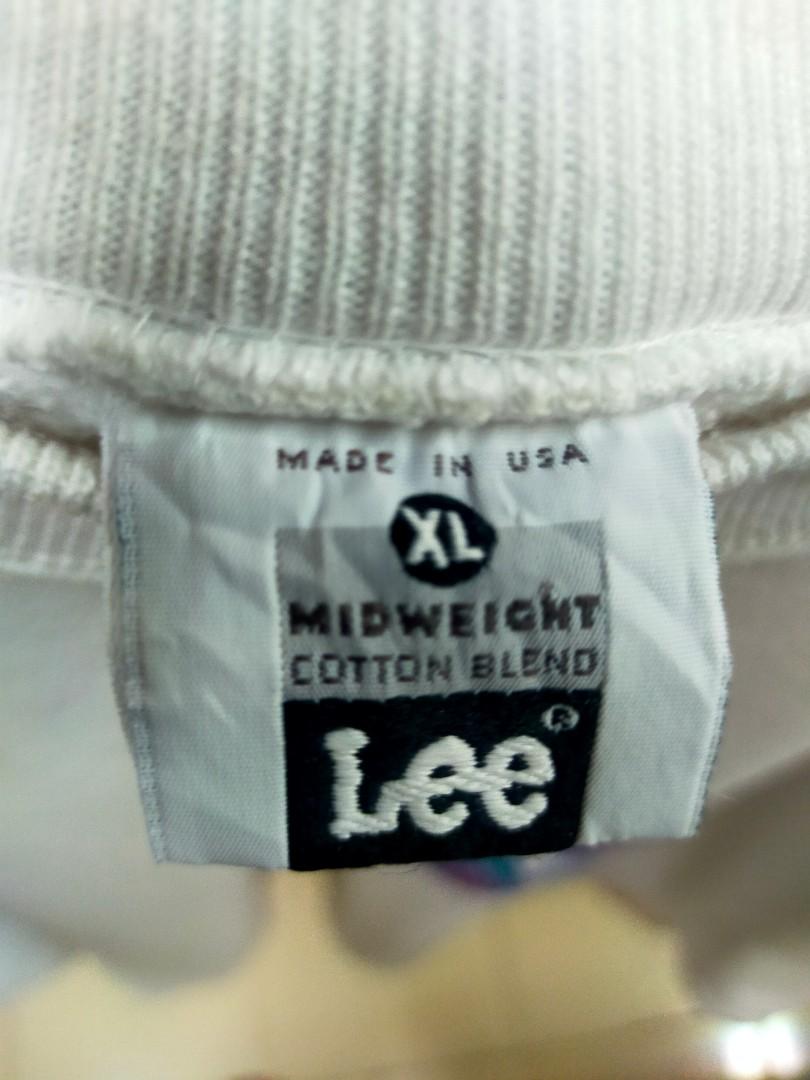 MADE IN USA
XL
MIDWEIGHT
COTTON BLEND
Lee®